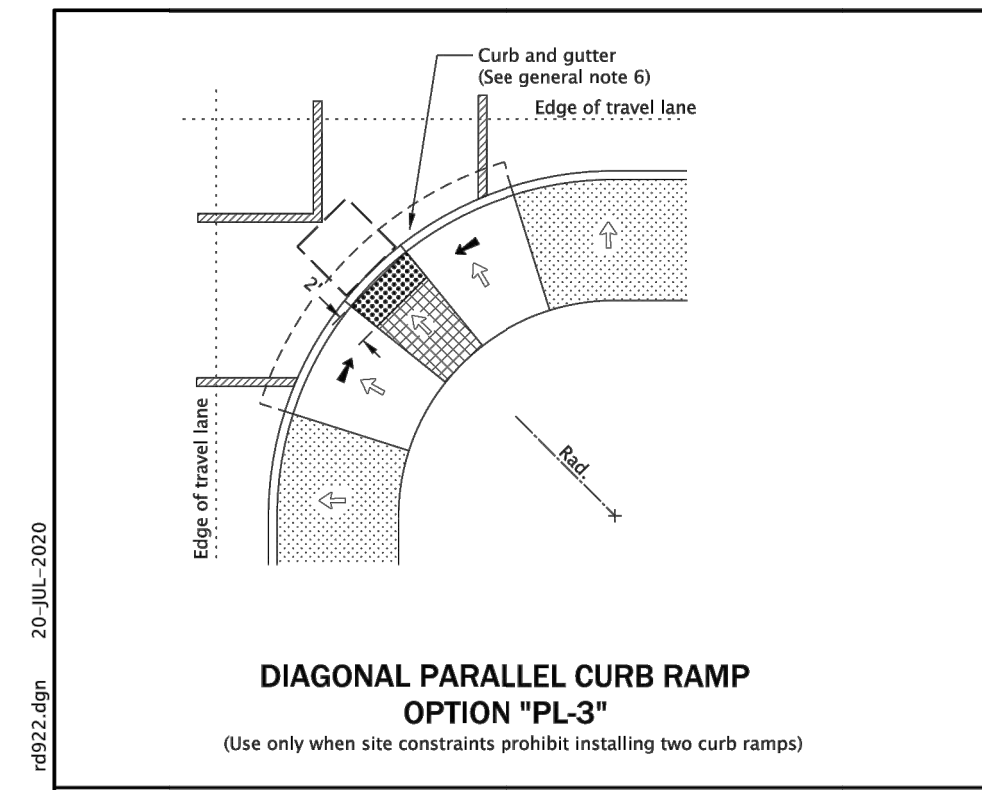 Curb and gutter
(See general note 6)
Edge of travel lane
2'
Rad.
Edge of travel lane
rd922.dgn 20-JUL-2020
DIAGONAL PARALLEL CURB RAMP
OPTION "PL-3"
(Use only when site constraints prohibit installing two curb ramps)